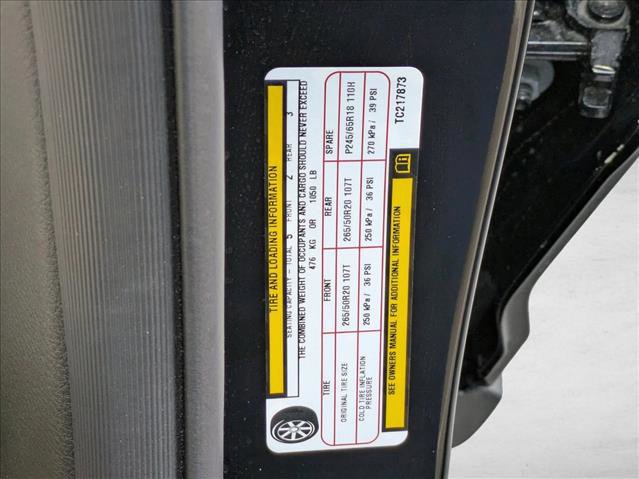 TIRE AND LOADING INFORMATION
SEATING CAPACITY - TOTAL 5 FRONT 2 REAR 3
THE COMBINED WEIGHT OF OCCUPANTS AND CARGO SHOULD NEVER EXCEED
476 KG OR 1050 LB
TIRE FRONT REAR SPARE
ORIGINAL TIRE SIZE 265/50R20 107T 265/50R20 107T P245/65R18 110H
COLD TIRE INFLATION PRESSURE 250 kPa / 36 PSI 250 kPa / 36 PSI 270 kPa / 39 PSI
SEE OWNERS MANUAL FOR ADDITIONAL INFORMATION
TC217873